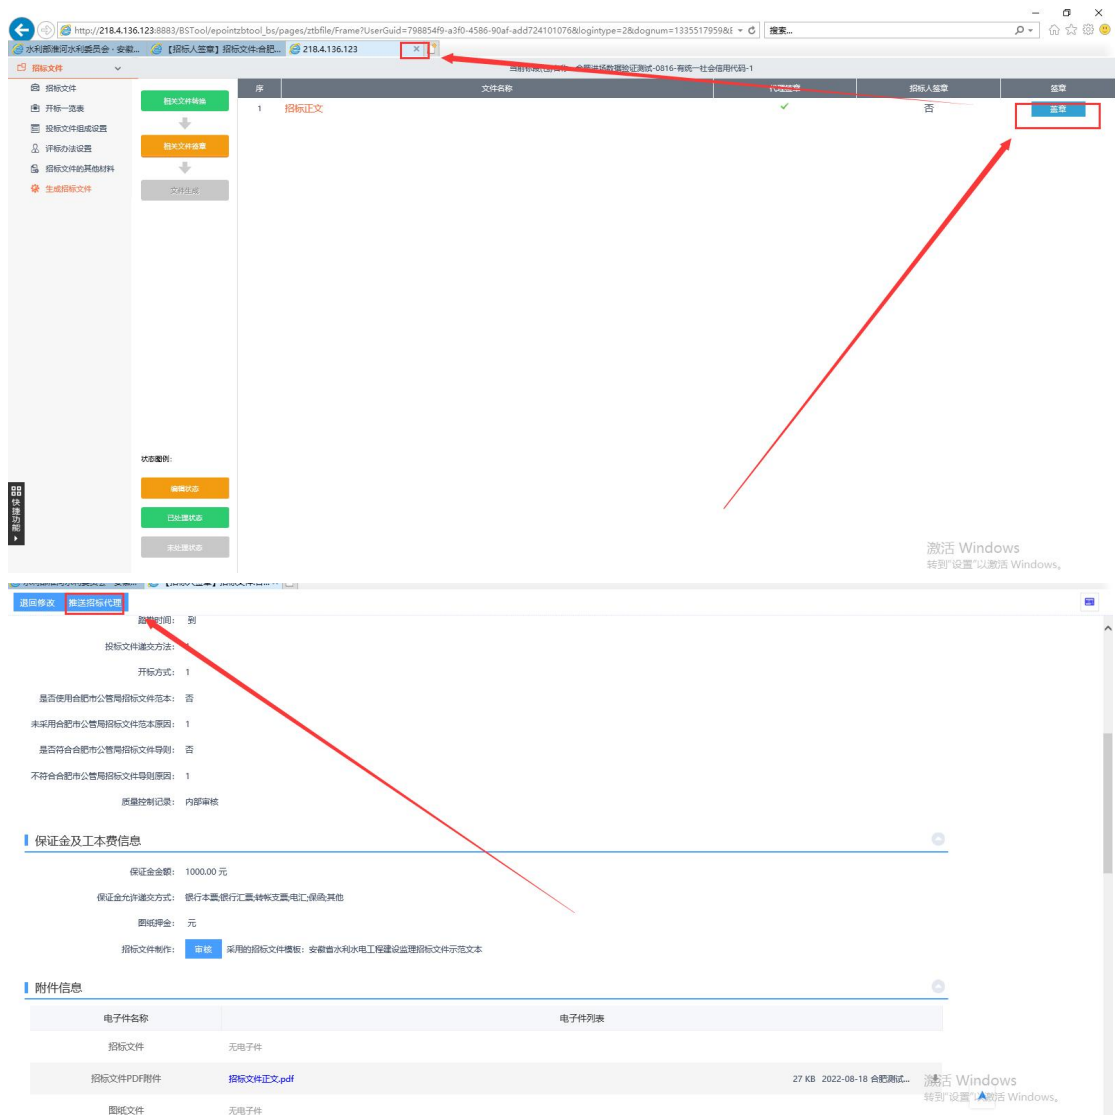 http://218.4.136.123:8883/BSTool/epointzbtool_bs/pages/ztbfile/Frame?UserGuid=798854f9-a3f0-4586-90af-add724101076&logintype=2&dognum=1335517959&
搜索...
水利部淮河水利委员会 - 安徽...
【招标人签章】招标文件:合肥...
218.4.136.123
招标文件
招标文件
开标一览表
投标文件组成设置
评标办法设置
招标文件的其他材料
生成招标文件
相关文件转换
相关文件签章
文件生成
状态图例:
编辑状态
已处理状态
未处理状态
快捷功能
序 文件名称 代理签章 招标人签章 签章
1 招标正文 否 盖章
激活 Windows
转到"设置"以激活 Windows。
退回修改 推送招标代理
时间: 到
投标文件递交方法:
开标方式: 1
是否使用合肥市公管局招标文件范本: 否
未采用合肥市公管局招标文件范本原因: 1
是否符合合肥市公管局招标文件导则: 否
不符合合肥市公管局招标文件导则原因: 1
质量控制记录: 内部审核
保证金及工本费信息
保证金金额: 1000.00 元
保证金允许递交方式: 银行本票;银行汇票;转帐支票;电汇;保函;其他
图纸押金: 元
招标文件制作: 审核 采用的招标文件模板: 安徽省水利水电工程建设监理招标文件示范文本
附件信息
电子件名称 电子件列表
招标文件 无电子件
招标文件PDF附件 招标文件正文.pdf 27 KB 2022-08-18 合肥测试...
图纸文件 无电子件
激活 Windows
转到"设置"以激活 Windows。